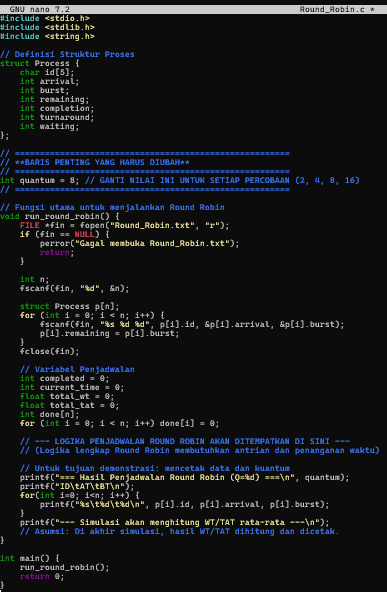 GNU nano 7.2 Round_Robin.c *
#include <stdio.h>
#include <stdlib.h>
#include <string.h>

// Definisi Struktur Proses
struct Process {
    char id[5];
    int arrival;
    int burst;
    int remaining;
    int completion;
    int turnaround;
    int waiting;
};

// =======================================================
// **BARIS PENTING YANG HARUS DIUBAH**
// =======================================================
int quantum = 8; // GANTI NILAI INI UNTUK SETIAP PERCOBAAN (2, 4, 8, 16)
// =======================================================

// Fungsi utama untuk menjalankan Round Robin
void run_round_robin() {
    FILE *fin = fopen("Round_Robin.txt", "r");
    if (fin == NULL) {
        perror("Gagal membuka Round_Robin.txt");
        return;
    }

    int n;
    fscanf(fin, "%d", &n);

    struct Process p[n];
    for (int i = 0; i < n; i++) {
        fscanf(fin, "%s %d %d", p[i].id, &p[i].arrival, &p[i].burst);
        p[i].remaining = p[i].burst;
    }
    fclose(fin);

    // Variabel Penjadwalan
    int completed = 0;
    int current_time = 0;
    float total_wt = 0;
    float total_tat = 0;
    int done[n];
    for (int i = 0; i < n; i++) done[i] = 0;

    // --- LOGIKA PENJADWALAN ROUND ROBIN AKAN DITEMPATKAN DI SINI ---
    // (Logika lengkap Round Robin membutuhkan antrian dan penanganan waktu)

    // Untuk tujuan demonstrasi: mencetak data dan kuantum
    printf("=== Hasil Penjadwalan Round Robin (Q=%d) ===\n", quantum);
    printf("ID\tAT\tBT\n");
    for(int i=0; i<n; i++) {
        printf("%s\t%d\t%d\n", p[i].id, p[i].arrival, p[i].burst);
    }
    printf("--- Simulasi akan menghitung WT/TAT rata-rata ---\n");
    // Asumsi: Di akhir simulasi, hasil WT/TAT dihitung dan dicetak.
}

int main() {
    run_round_robin();
    return 0;
}